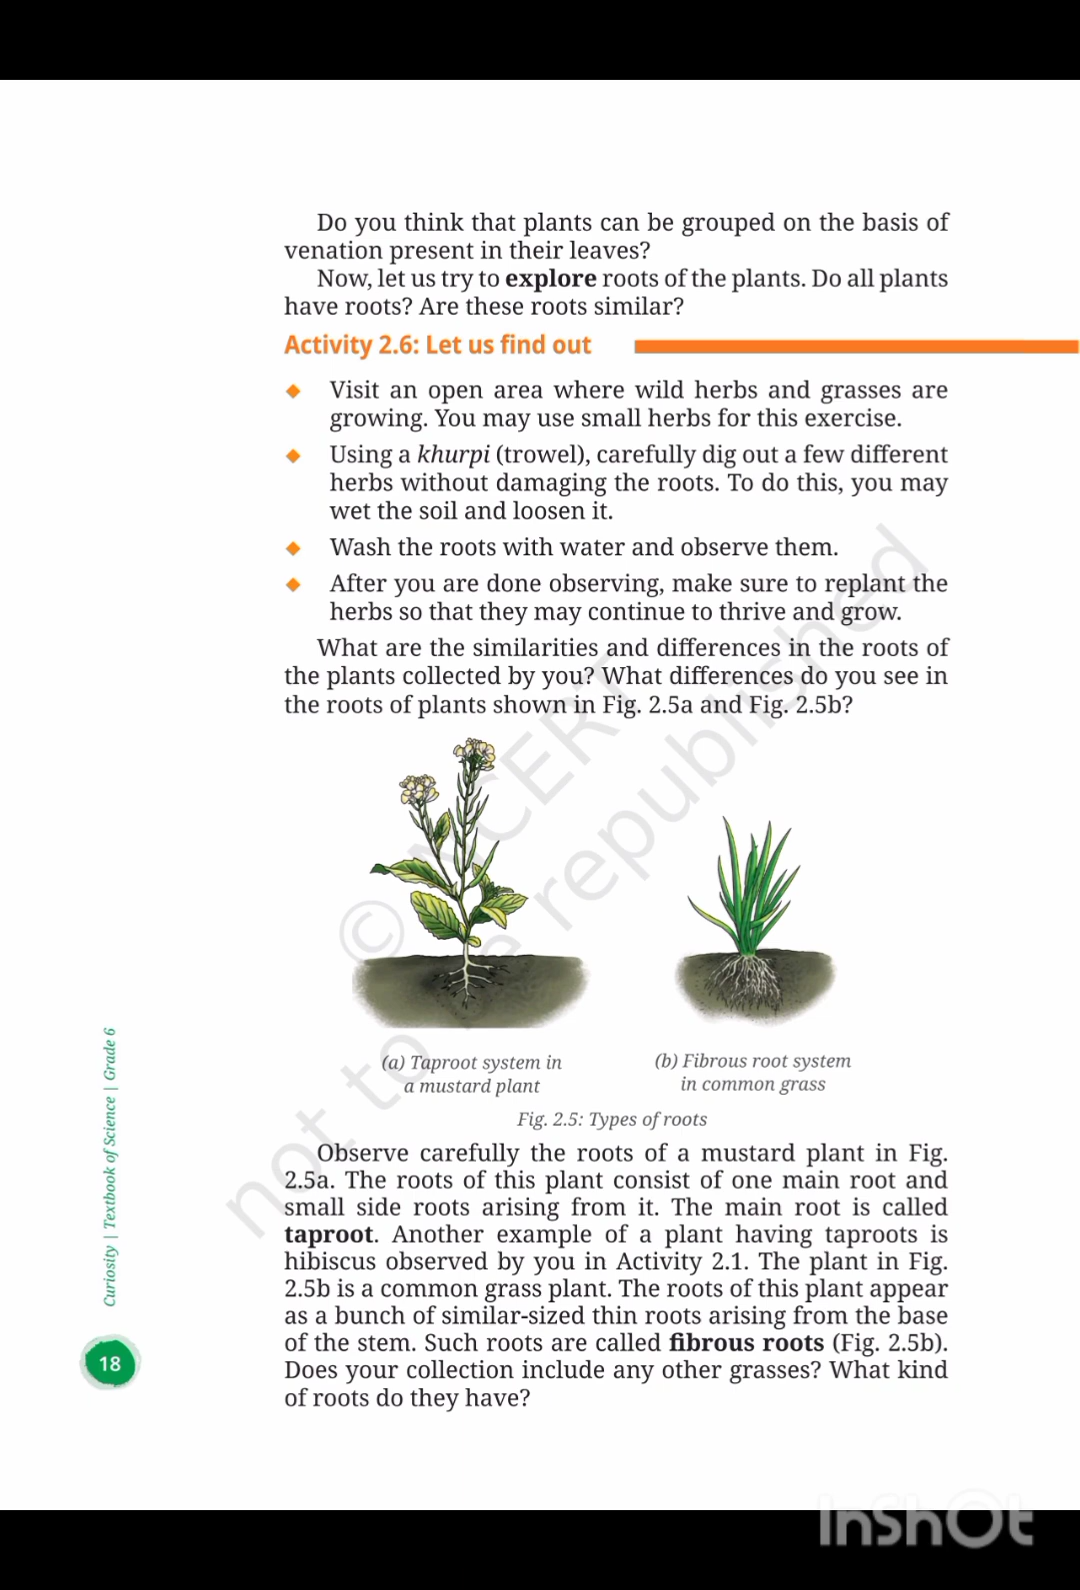 Do you think that plants can be grouped on the basis of
venation present in their leaves?
Now, let us try to explore roots of the plants. Do all plants
have roots? Are these roots similar?
Activity 2.6: Let us find out
Visit an open area where wild herbs and grasses are
growing. You may use small herbs for this exercise.
Using a khurpi (trowel), carefully dig out a few different
herbs without damaging the roots. To do this, you may
wet the soil and loosen it.
Wash the roots with water and observe them.
After you are done observing, make sure to replant the
herbs so that they may continue to thrive and grow.
What are the similarities and differences in the roots of
the plants collected by you? What differences do you see in
the roots of plants shown in Fig. 2.5a and Fig. 2.5b?
(a) Taproot system in
a mustard plant
(b) Fibrous root system
in common grass
Fig. 2.5: Types of roots
Observe carefully the roots of a mustard plant in Fig.
2.5a. The roots of this plant consist of one main root and
small side roots arising from it. The main root is called
taproot. Another example of a plant having taproots is
hibiscus observed by you in Activity 2.1. The plant in Fig.
2.5b is a common grass plant. The roots of this plant appear
as a bunch of similar-sized thin roots arising from the base
of the stem. Such roots are called fibrous roots (Fig. 2.5b).
Does your collection include any other grasses? What kind
of roots do they have?
Curiosity | Textbook of Science | Grade 6
18
© NCERT
not to be republished
InShOt